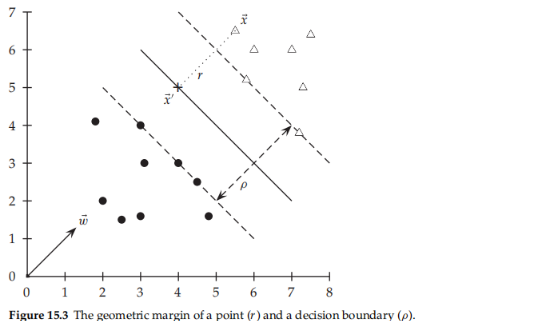 7
6
5
4
3
2
1
0
0 1 2 3 4 5 6 7 8
x⃗
r
x⃗′
ρ
w⃗
Figure 15.3 The geometric margin of a point (r) and a decision boundary (ρ).